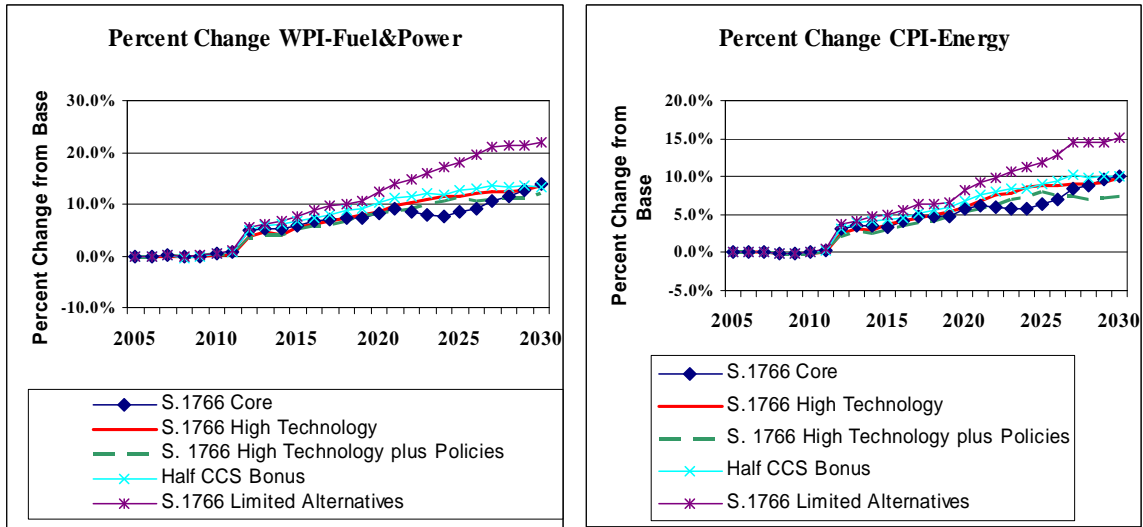 Percent Change WPI-Fuel&Power
Percent Change from Base
30.0%
20.0%
10.0%
0.0%
-10.0%
2005 2010 2015 2020 2025 2030
S.1766 Core
S.1766 High Technology
S. 1766 High Technology plus Policies
Half CCS Bonus
S.1766 Limited Alternatives
Percent Change CPI-Energy
Percent Change from
Base
20.0%
15.0%
10.0%
5.0%
0.0%
-5.0%
2005 2010 2015 2020 2025 2030
S.1766 Core
S.1766 High Technology
S. 1766 High Technology plus Policies
Half CCS Bonus
S.1766 Limited Alternatives